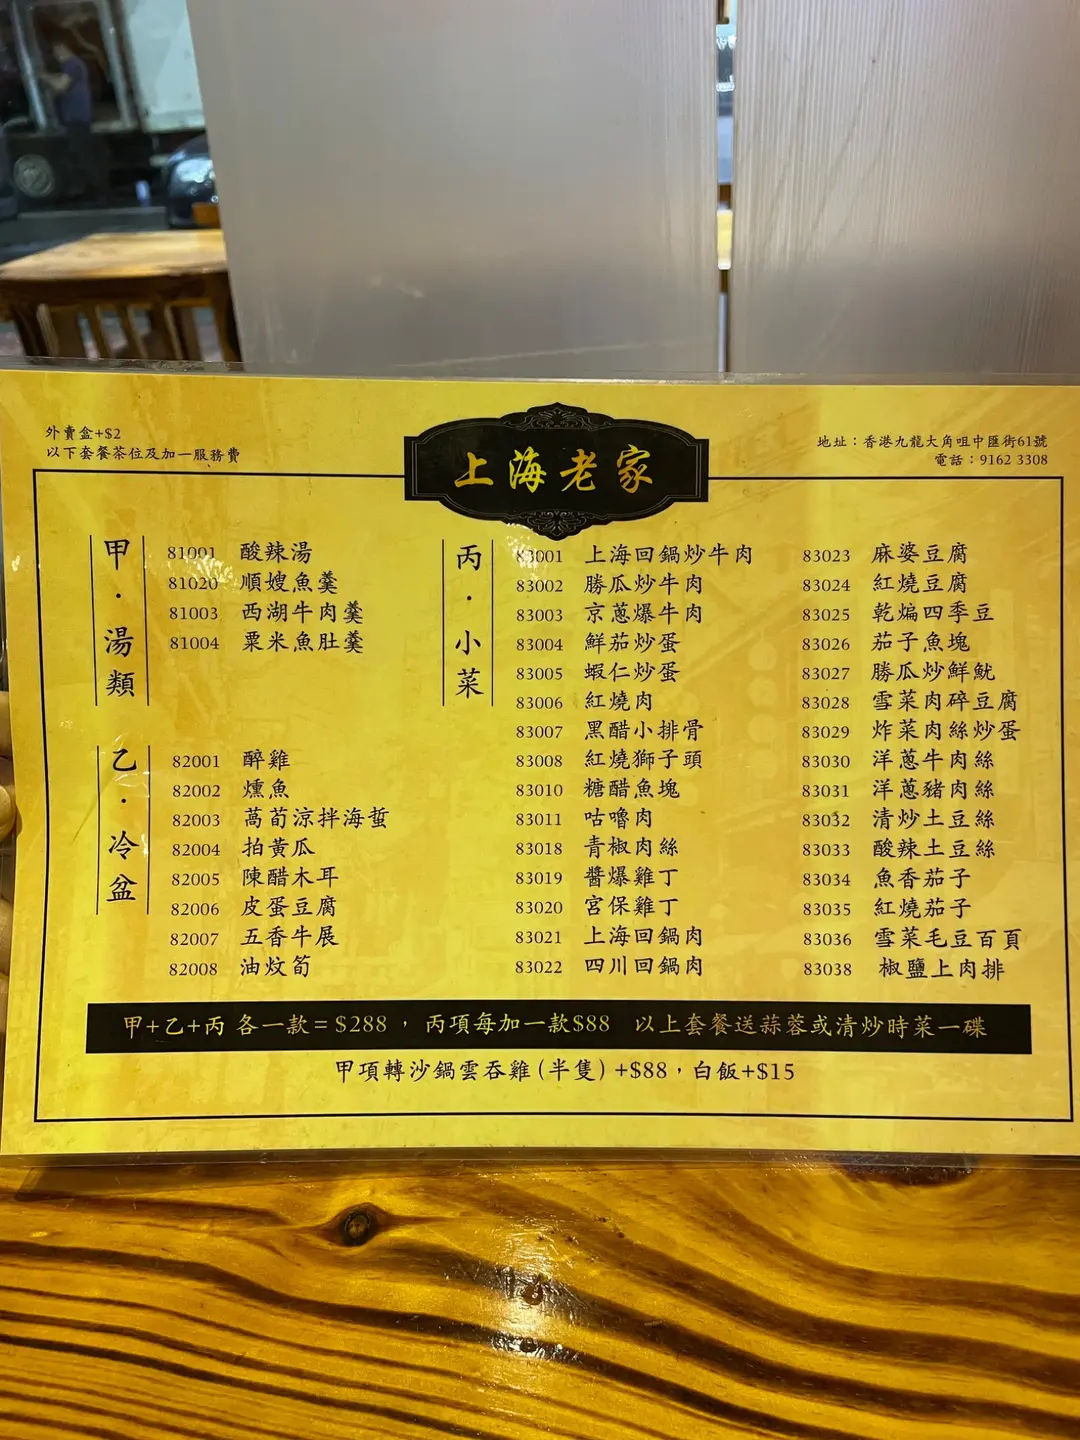 外賣盒+$2
以下套餐茶位及加一服務費
上海老家
地址：香港九龍大角咀中匯街61號
電話：9162 3308
甲·湯類
81001 酸辣湯
81020 順嫂魚羹
81003 西湖牛肉羹
81004 粟米魚肚羹
乙·冷盆
82001 醉雞
82002 燻魚
82003 萵荀涼拌海蜇
82004 拍黃瓜
82005 陳醋木耳
82006 皮蛋豆腐
82007 五香牛展
82008 油炆筍
丙·小菜
83001 上海回鍋炒牛肉
83002 勝瓜炒牛肉
83003 京蔥爆牛肉
83004 鮮茄炒蛋
83005 蝦仁炒蛋
83006 紅燒肉
83007 黑醋小排骨
83008 紅燒獅子頭
83010 糖醋魚塊
83011 咕嚕肉
83018 青椒肉絲
83019 醬爆雞丁
83020 宮保雞丁
83021 上海回鍋肉
83022 四川回鍋肉
83023 麻婆豆腐
83024 紅燒豆腐
83025 乾煸四季豆
83026 茄子魚塊
83027 勝瓜炒鮮魷
83028 雪菜肉碎豆腐
83029 炸菜肉絲炒蛋
83030 洋蔥牛肉絲
83031 洋蔥豬肉絲
83032 清炒土豆絲
83033 酸辣土豆絲
83034 魚香茄子
83035 紅燒茄子
83036 雪菜毛豆百頁
83038 椒鹽上肉排
甲+乙+丙 各一款=$288 ，丙項每加一款$88 以上套餐送蒜蓉或清炒時菜一碟
甲項轉沙鍋雲吞雞(半隻)+$88，白飯+$15